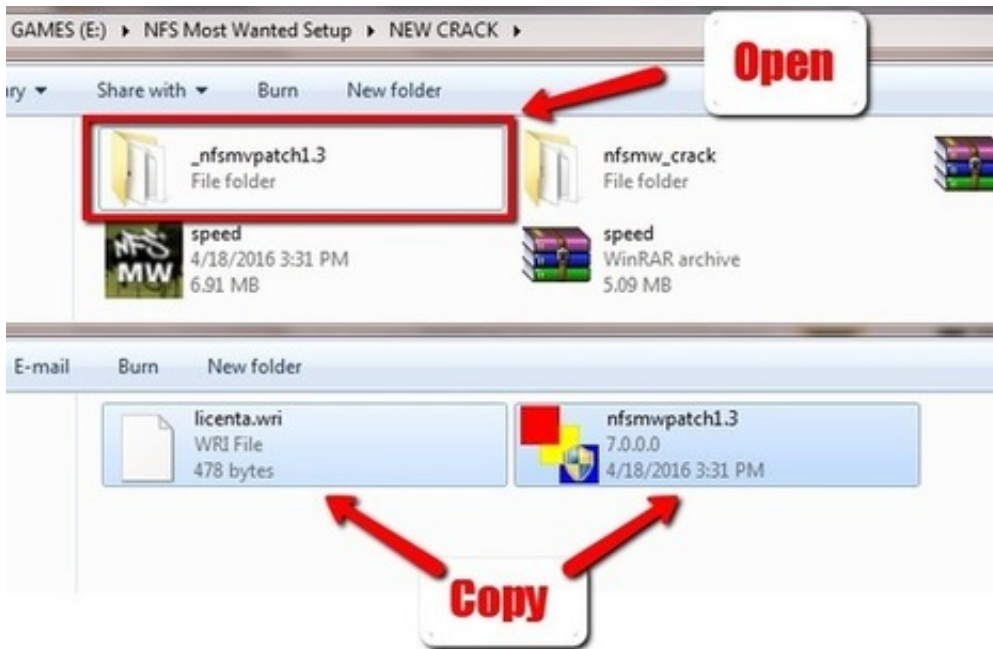 GAMES (E:) ▸ NFS Most Wanted Setup ▸ NEW CRACK ▸
Open
Share with Burn New folder
_nfsmvpatch1.3
File folder
nfsmw_crack
File folder
NFS
MW
speed
4/18/2016 3:31 PM
6.91 MB
speed
WinRAR archive
5.09 MB
E-mail Burn New folder
licenta.wri
WRI File
478 bytes
nfsmwpatch1.3
7.0.0.0
4/18/2016 3:31 PM
Copy